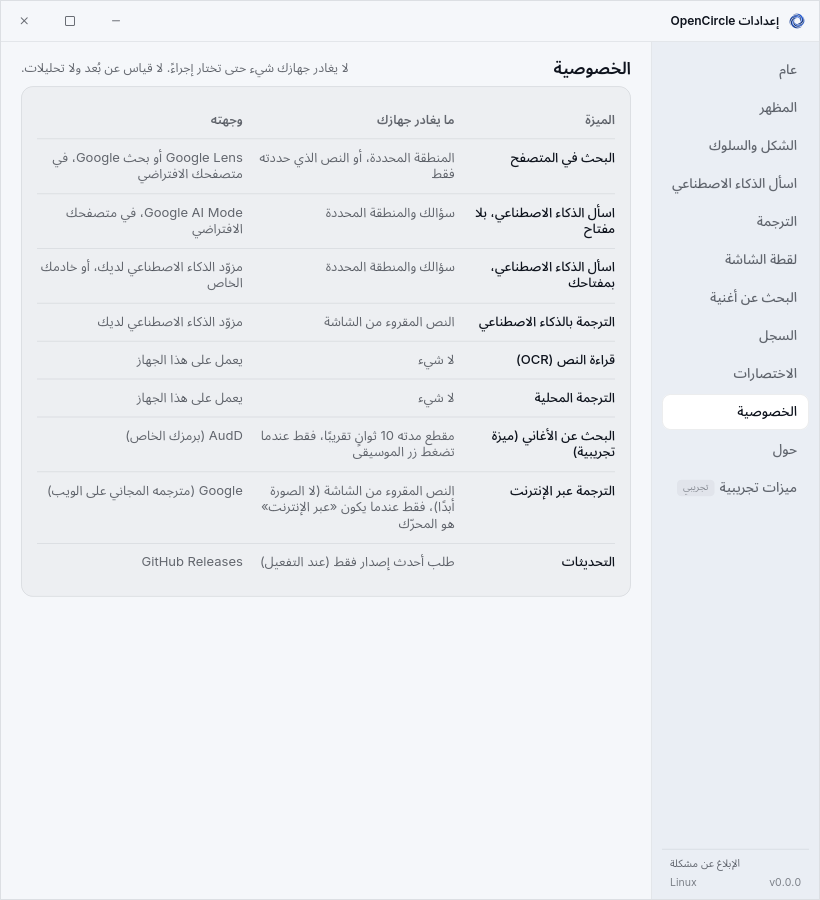 إعدادات OpenCircle
عام
المظهر
الشكل والسلوك
اسأل الذكاء الاصطناعي
الترجمة
لقطة الشاشة
البحث عن أغنية
السجل
الاختصارات
الخصوصية
حول
ميزات تجريبية تجريبي
الإبلاغ عن مشكلة
v0.0.0 Linux
الخصوصية
لا يغادر جهازك شيء حتى تختار إجراءً. لا قياس عن بُعد ولا تحليلات.
الميزة ما يغادر جهازك وجهته
البحث في المتصفح
المنطقة المحددة، أو النص الذي حددته
فقط
Google Lens أو بحث Google، في
متصفحك الافتراضي
اسأل الذكاء الاصطناعي، بلا
مفتاح
سؤالك والمنطقة المحددة
Google AI Mode، في متصفحك
الافتراضي
اسأل الذكاء الاصطناعي،
بمفتاحك
سؤالك والمنطقة المحددة
مزوّد الذكاء الاصطناعي لديك، أو خادمك
الخاص
الترجمة بالذكاء الاصطناعي
النص المقروء من الشاشة
مزوّد الذكاء الاصطناعي لديك
قراءة النص (OCR)
لا شيء
يعمل على هذا الجهاز
الترجمة المحلية
لا شيء
يعمل على هذا الجهاز
البحث عن الأغاني (ميزة
تجريبية)
مقطع مدته 10 ثوانٍ تقريبًا، فقط عندما
تضغط زر الموسيقى
AudD (برمزك الخاص)
الترجمة عبر الإنترنت
النص المقروء من الشاشة (لا الصورة
أبدًا)، فقط عندما يكون «عبر الإنترنت»
هو المحرّك
Google (مترجمه المجاني على الويب)
التحديثات
طلب أحدث إصدار فقط (عند التفعيل)
GitHub Releases